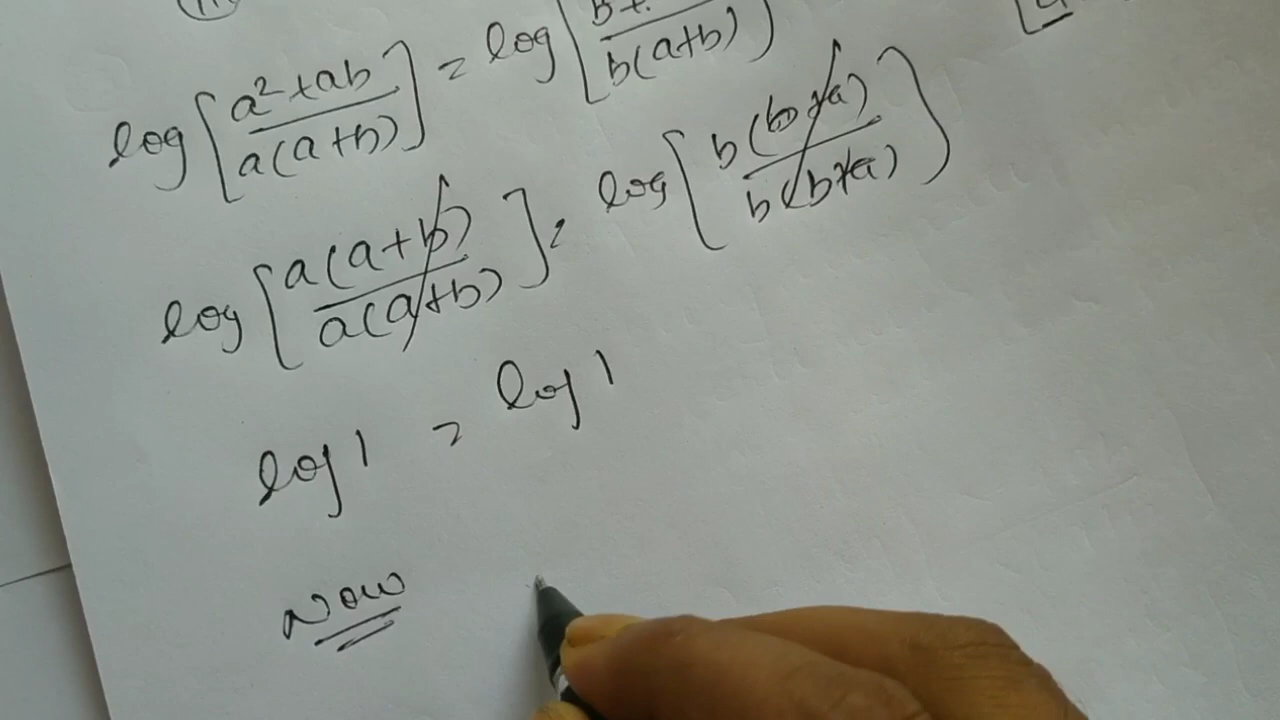 log[a²+ab / a(a+b)] = log[b+ / b(a+b)]
log[a(a+b) / a(a+b)] = log[b(b+a) / b(b+a)]
log 1 = log 1
Now